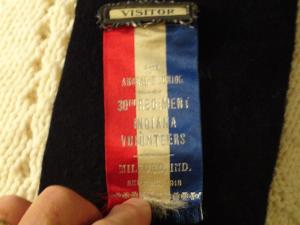 VISITOR
ANNUAL REUNION
30TH REGIMENT
INDIANA
VOLUNTEERS
MILFORD, IND.